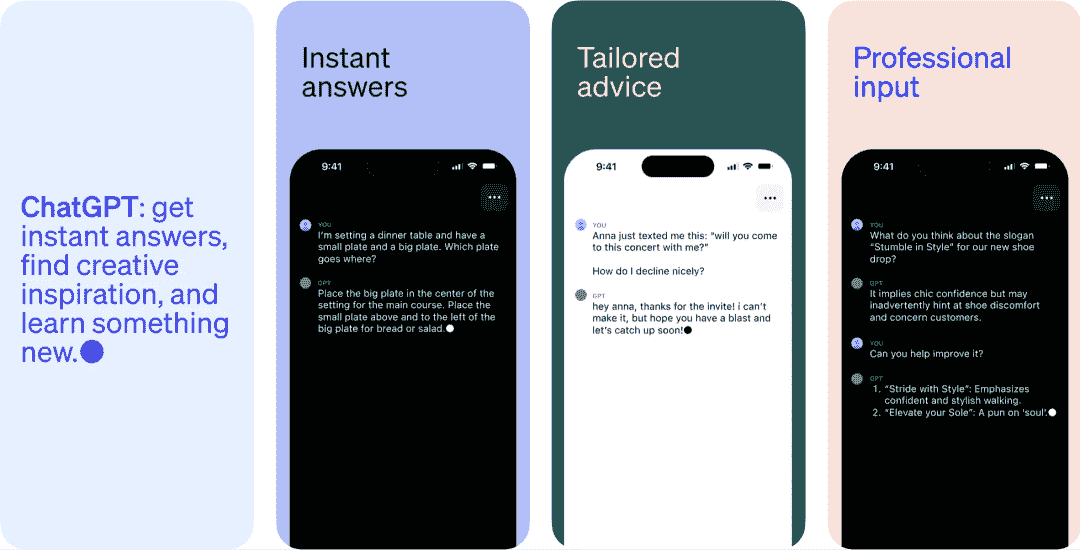 ChatGPT: get
instant answers,
find creative
inspiration, and
learn something
new.
Instant
answers
9:41
YOU
I'm setting a dinner table and have a
small plate and a big plate. Which plate
goes where?
GPT
Place the big plate in the center of the
setting for the main course. Place the
small plate above and to the left of the
big plate for bread or salad.
Tailored
advice
9:41
YOU
Anna just texted me this: “will you come
to this concert with me?”
How do I decline nicely?
GPT
hey anna, thanks for the invite! i can't
make it, but hope you have a blast and
let's catch up soon!
Professional
input
9:41
YOU
What do you think about the slogan
“Stumble in Style” for our new shoe
drop?
GPT
It implies chic confidence but may
inadvertently hint at shoe discomfort
and concern customers.
YOU
Can you help improve it?
GPT
1. “Stride with Style”: Emphasizes
confident and stylish walking.
2. “Elevate your Sole”: A pun on 'soul'.